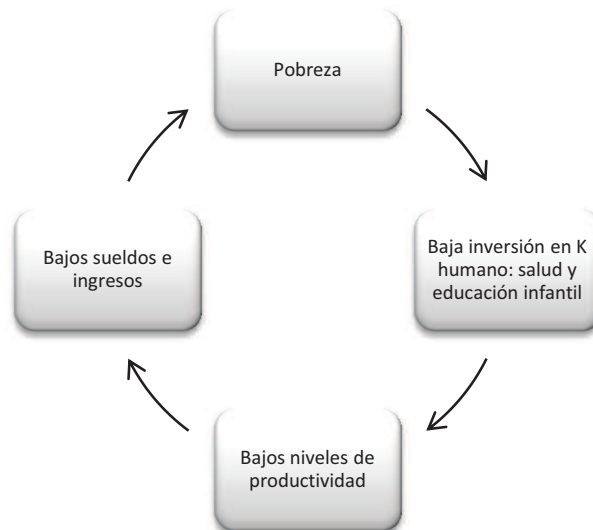 Pobreza
Baja inversión en K
humano: salud y
educación infantil
Bajos niveles de
productividad
Bajos sueldos e
ingresos